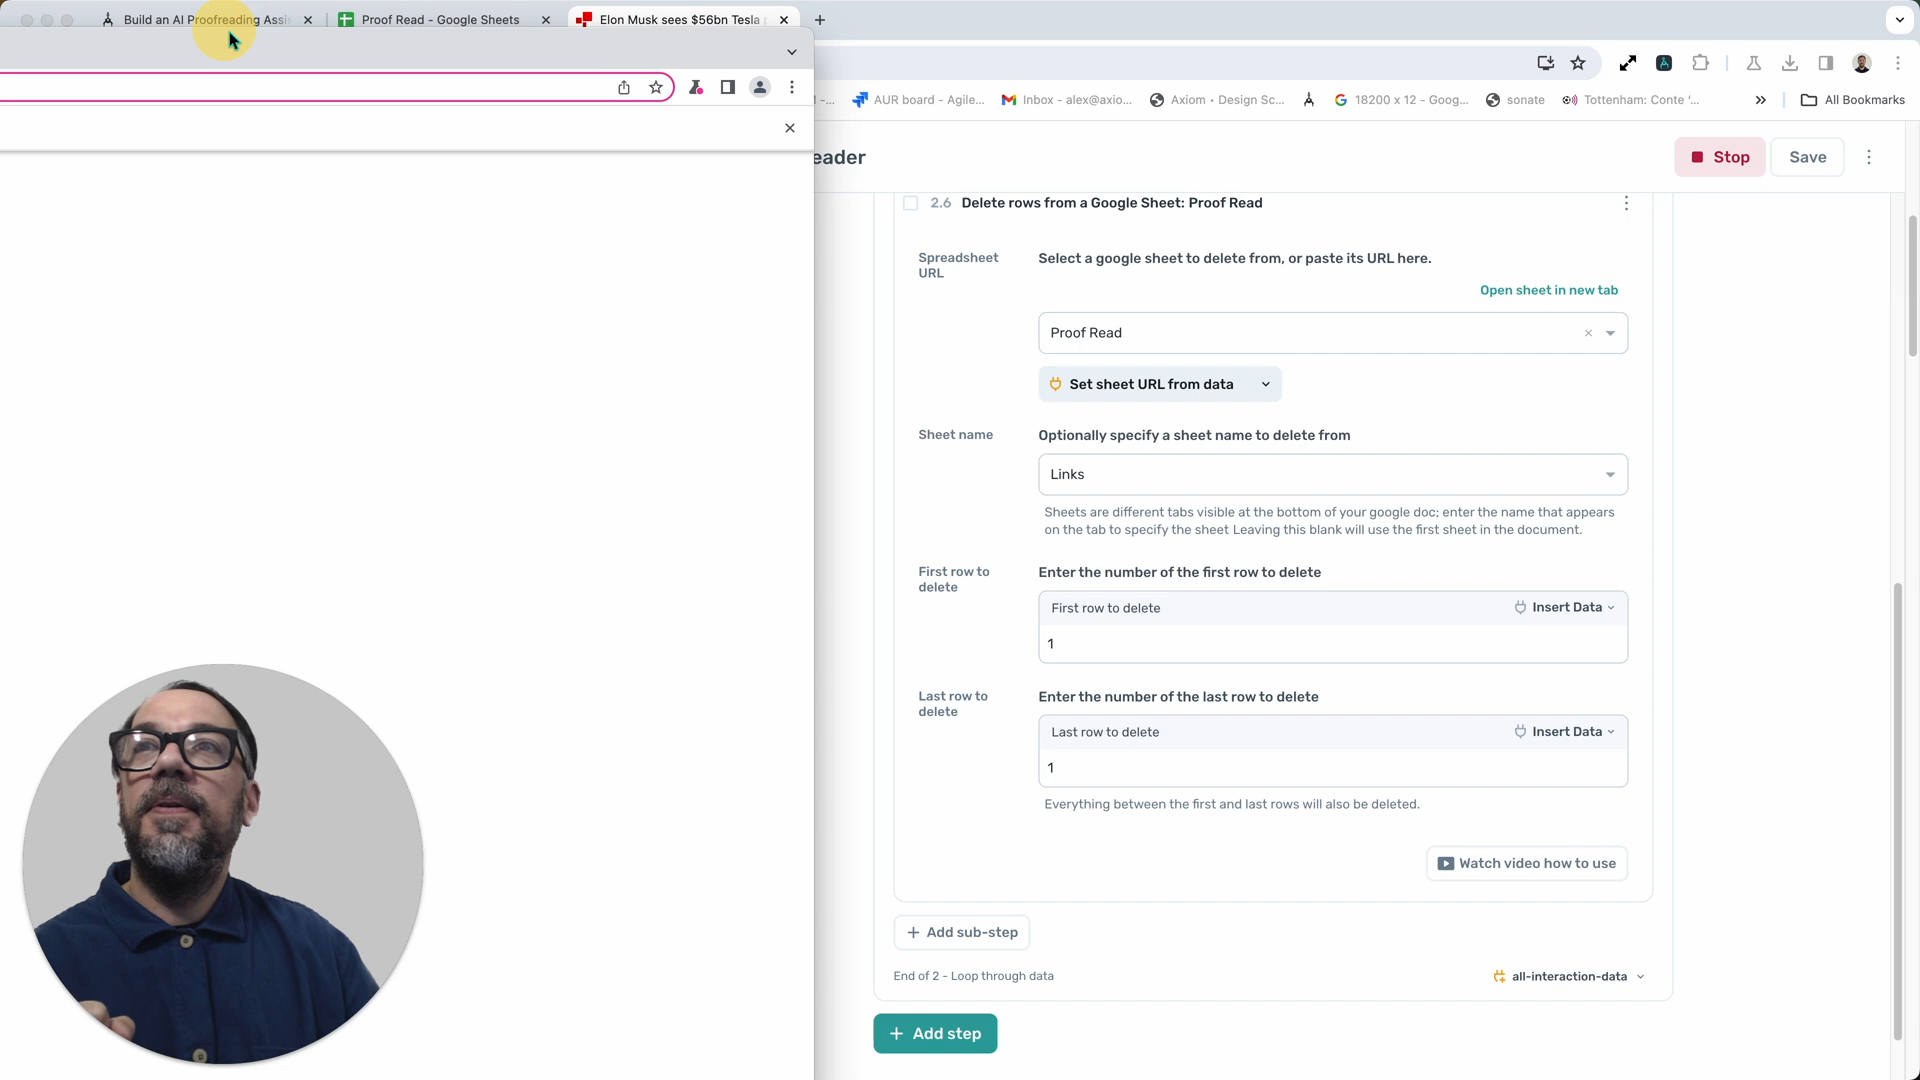 Build an AI Proofreading Assis
Proof Read - Google Sheets
Elon Musk sees $56bn Tesla
AUR board - Agile...
Inbox - alex@axio...
Axiom • Design Sc...
18200 x 12 - Goog...
sonate
Tottenham: Conte '...
All Bookmarks
eader
Stop
Save
2.6 Delete rows from a Google Sheet: Proof Read
Spreadsheet
URL
Select a google sheet to delete from, or paste its URL here.
Open sheet in new tab
Proof Read
Set sheet URL from data
Sheet name
Optionally specify a sheet name to delete from
Links
Sheets are different tabs visible at the bottom of your google doc; enter the name that appears
on the tab to specify the sheet Leaving this blank will use the first sheet in the document.
First row to
delete
Enter the number of the first row to delete
First row to delete
Insert Data
1
Last row to
delete
Enter the number of the last row to delete
Last row to delete
Insert Data
1
Everything between the first and last rows will also be deleted.
Watch video how to use
+ Add sub-step
End of 2 - Loop through data
all-interaction-data
+ Add step